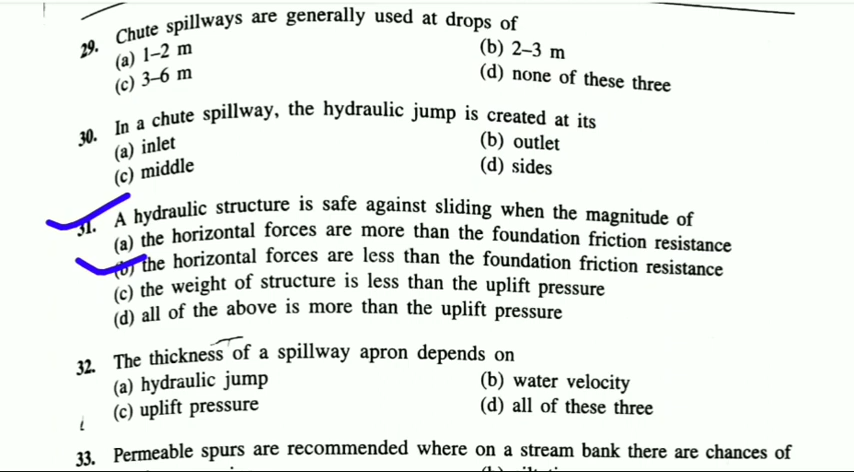 29. Chute spillways are generally used at drops of
(a) 1–2 m (b) 2–3 m
(c) 3–6 m (d) none of these three
30. In a chute spillway, the hydraulic jump is created at its
(a) inlet (b) outlet
(c) middle (d) sides
31. A hydraulic structure is safe against sliding when the magnitude of
(a) the horizontal forces are more than the foundation friction resistance
(b) the horizontal forces are less than the foundation friction resistance
(c) the weight of structure is less than the uplift pressure
(d) all of the above is more than the uplift pressure
32. The thickness of a spillway apron depends on
(a) hydraulic jump (b) water velocity
(c) uplift pressure (d) all of these three
33. Permeable spurs are recommended where on a stream bank there are chances of